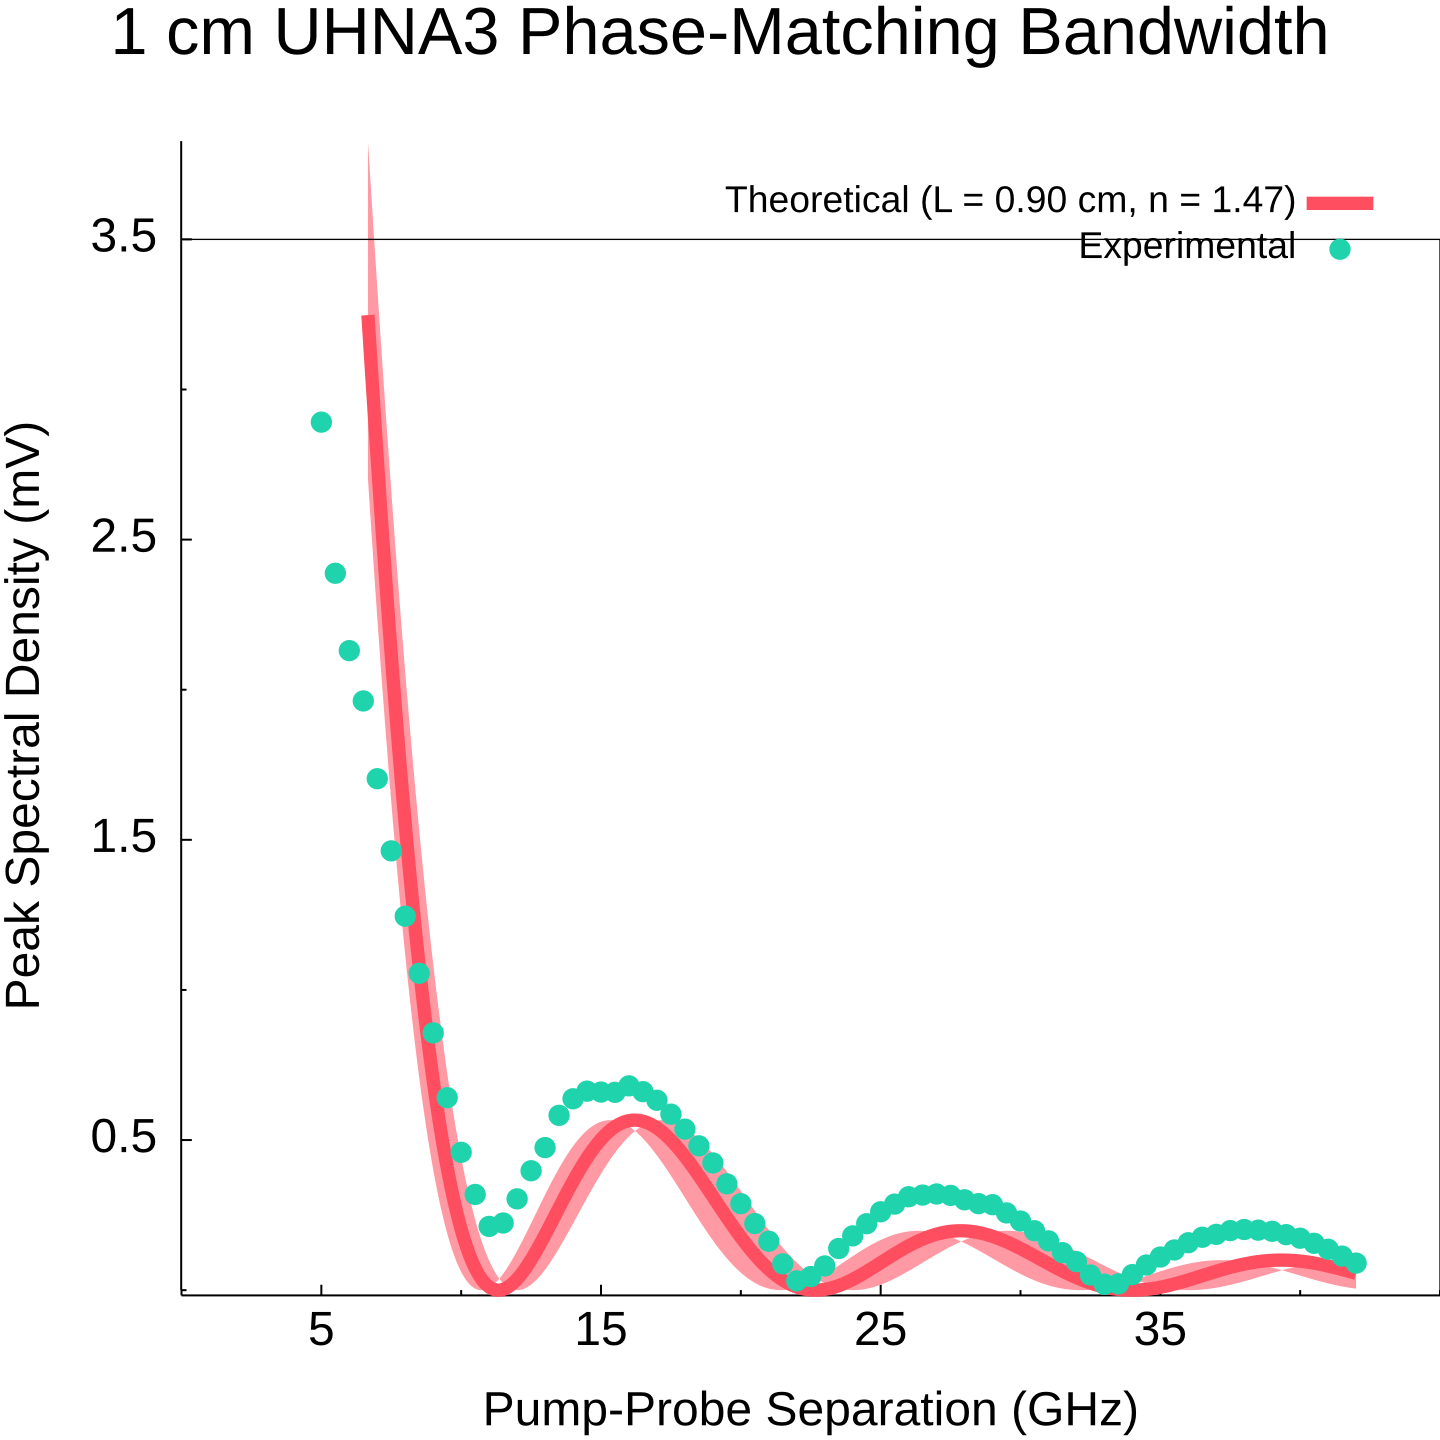 1 cm UHNA3 Phase-Matching Bandwidth
Theoretical (L = 0.90 cm, n = 1.47)
Experimental
3.5
2.5
1.5
0.5
Peak Spectral Density (mV)
5 15 25 35
Pump-Probe Separation (GHz)